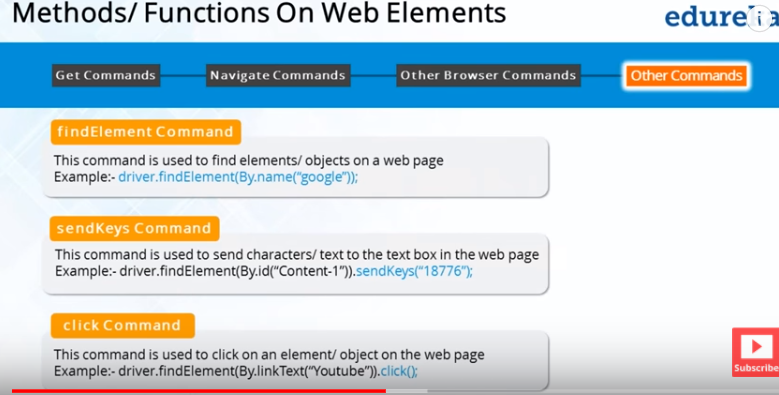 Methods/ Functions On Web Elements
Get Commands
Navigate Commands
Other Browser Commands
Other Commands
findElement Command
This command is used to find elements/ objects on a web page
Example:- driver.findElement(By.name(“google”));
sendKeys Command
This command is used to send characters/ text to the text box in the web page
Example:- driver.findElement(By.id(“Content-1”)).sendKeys(“18776”);
click Command
This command is used to click on an element/ object on the web page
Example:- driver.findElement(By.linkText(“Youtube”)).click();
Subscribe